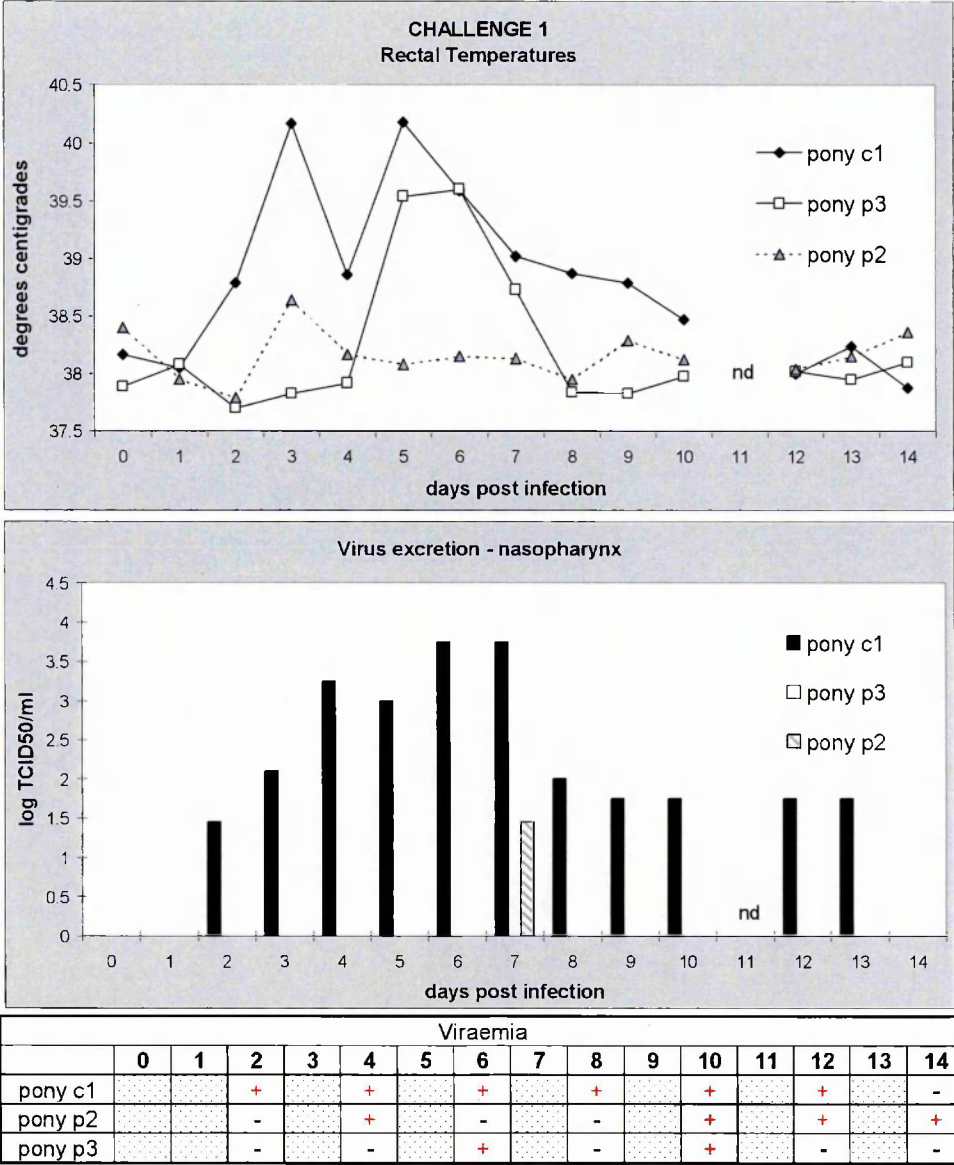 CHALLENGE 1
Rectal Temperatures
degrees centigrades
40.5
40
39.5
39
38.5
38
37.5
pony c1
pony p3
pony p2
nd
0 1 2 3 4 5 6 7 8 9 10 11 12 13 14
days post infection
Virus excretion - nasopharynx
log TCID50/ml
4.5
4
3.5
3
2.5
2
1.5
1
0.5
0
pony c1
pony p3
pony p2
nd
0 1 2 3 4 5 6 7 8 9 10 11 12 13 14
days post infection
Viraemia
0 1 2 3 4 5 6 7 8 9 10 11 12 13 14
pony c1 + + + + + + -
pony p2 - + - - + + +
pony p3 - - + - + - -